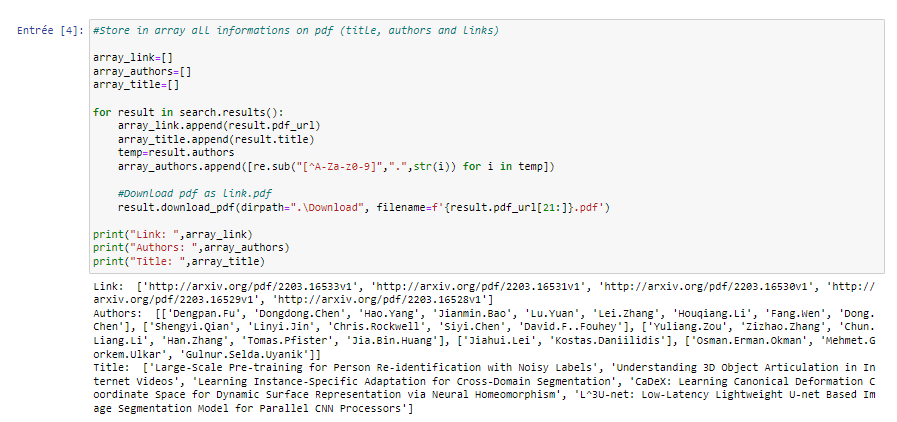 Entrée [4]: #Store in array all informations on pdf (title, authors and links)
array_link=[]
array_authors=[]
array_title=[]
for result in search.results():
array_link.append(result.pdf_url)
array_title.append(result.title)
temp=result.authors
array_authors.append([re.sub("[^A-Za-z0-9]",".",str(i)) for i in temp])
#Download pdf as link.pdf
result.download_pdf(dirpath=".\Download", filename=f'{result.pdf_url[21:]}.pdf')
print("Link: ",array_link)
print("Authors: ",array_authors)
print("Title: ",array_title)
Link:  ['http://arxiv.org/pdf/2203.16533v1', 'http://arxiv.org/pdf/2203.16531v1', 'http://arxiv.org/pdf/2203.16530v1', 'http://
arxiv.org/pdf/2203.16529v1', 'http://arxiv.org/pdf/2203.16528v1']
Authors:  [['Dengpan.Fu', 'Dongdong.Chen', 'Hao.Yang', 'Jianmin.Bao', 'Lu.Yuan', 'Lei.Zhang', 'Houqiang.Li', 'Fang.Wen', 'Dong.
Chen'], ['Shengyi.Qian', 'Linyi.Jin', 'Chris.Rockwell', 'Siyi.Chen', 'David.F..Fouhey'], ['Yuliang.Zou', 'Zizhao.Zhang', 'Chun.
Liang.Li', 'Han.Zhang', 'Tomas.Pfister', 'Jia.Bin.Huang'], ['Jiahui.Lei', 'Kostas.Daniilidis'], ['Osman.Erman.Okman', 'Mehmet.G
orkem.Ulkar', 'Gulnur.Selda.Uyanik']]
Title:  ['Large-Scale Pre-training for Person Re-identification with Noisy Labels', 'Understanding 3D Object Articulation in In
ternet Videos', 'Learning Instance-Specific Adaptation for Cross-Domain Segmentation', 'CaDeX: Learning Canonical Deformation C
oordinate Space for Dynamic Surface Representation via Neural Homeomorphism', 'L^3U-net: Low-Latency Lightweight U-net Based Im
age Segmentation Model for Parallel CNN Processors']